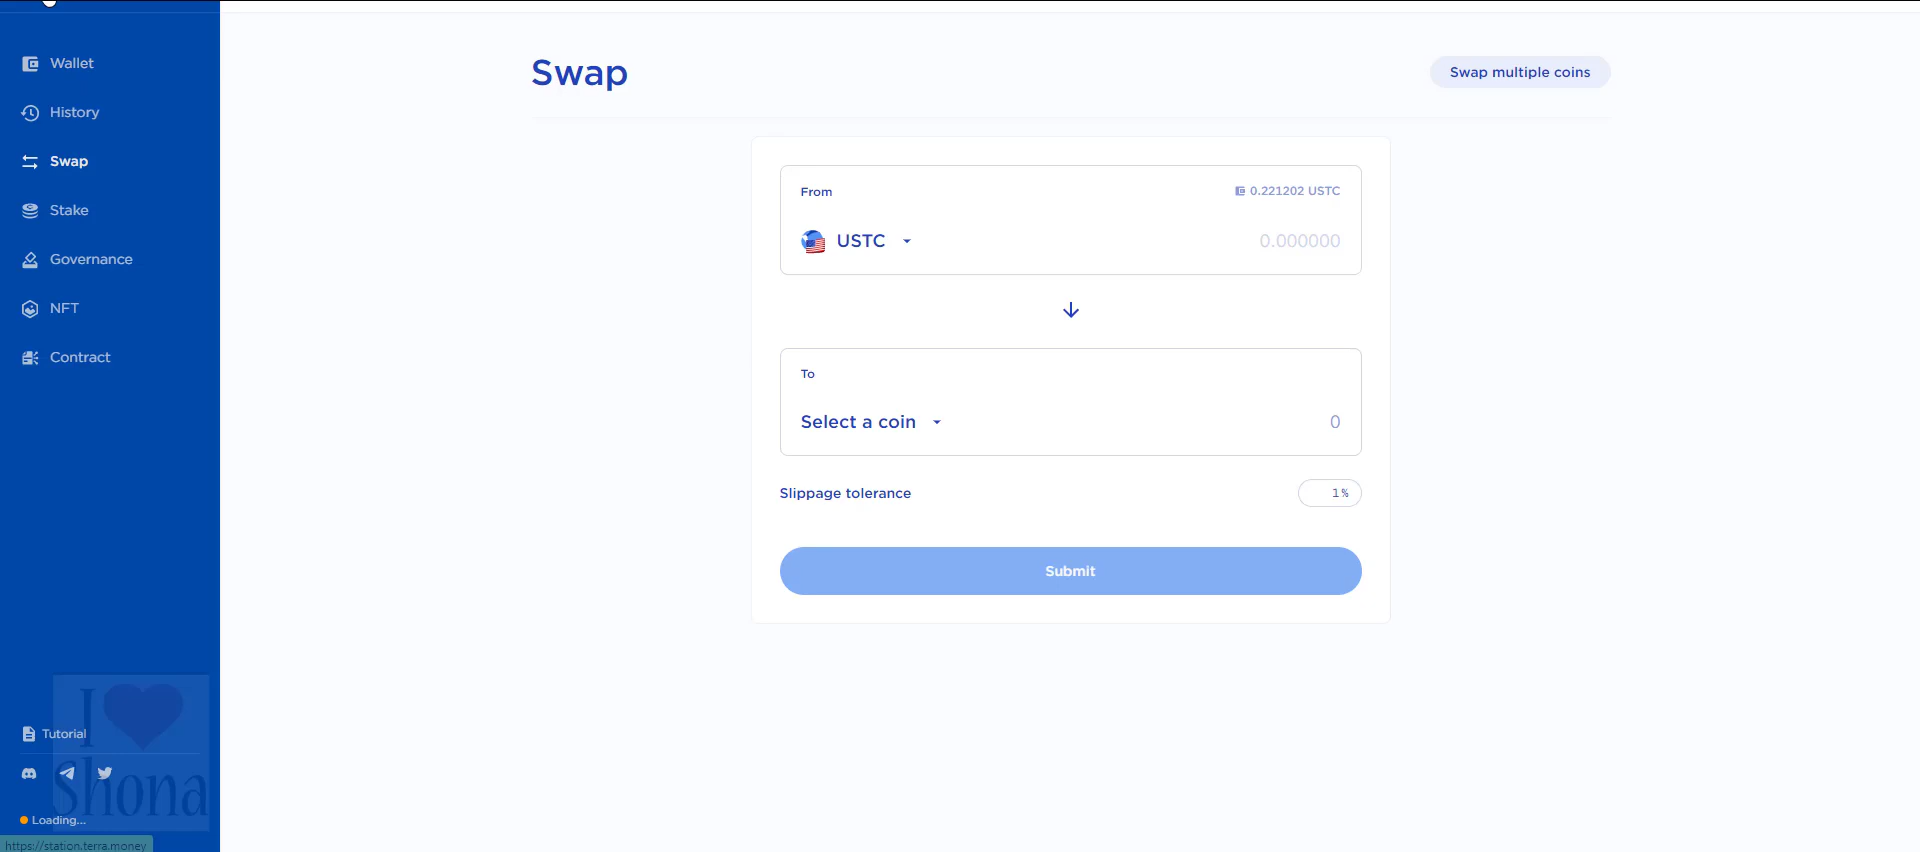 Wallet
History
Swap
Stake
Governance
NFT
Contract
Tutorial
Loading...
https://station.terra.money
I
Shona
Swap
Swap multiple coins
From
0.221202 USTC
USTC
0.000000
To
Select a coin
0
Slippage tolerance
1%
Submit